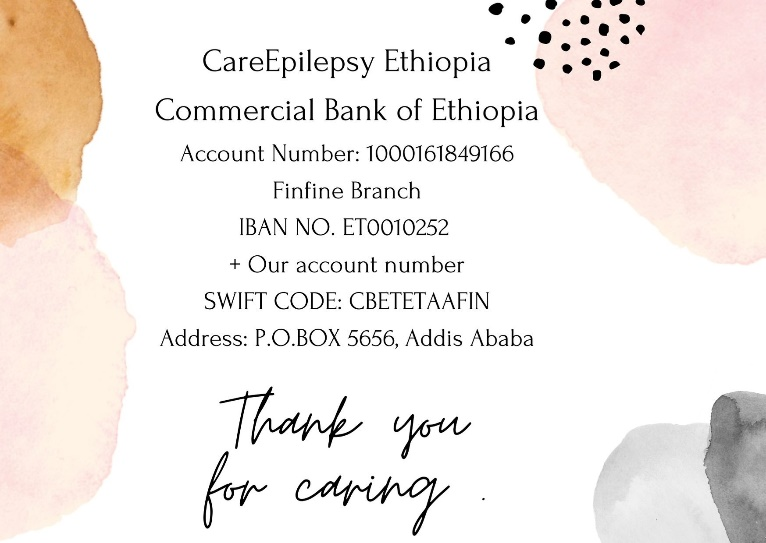 CareEpilepsy Ethiopia
Commercial Bank of Ethiopia
Account Number: 1000161849166
Finfine Branch
IBAN NO. ET0010252
+ Our account number
SWIFT CODE: CBETETAAFIN
Address: P.O.BOX 5656, Addis Ababa
Thank you
for caring .